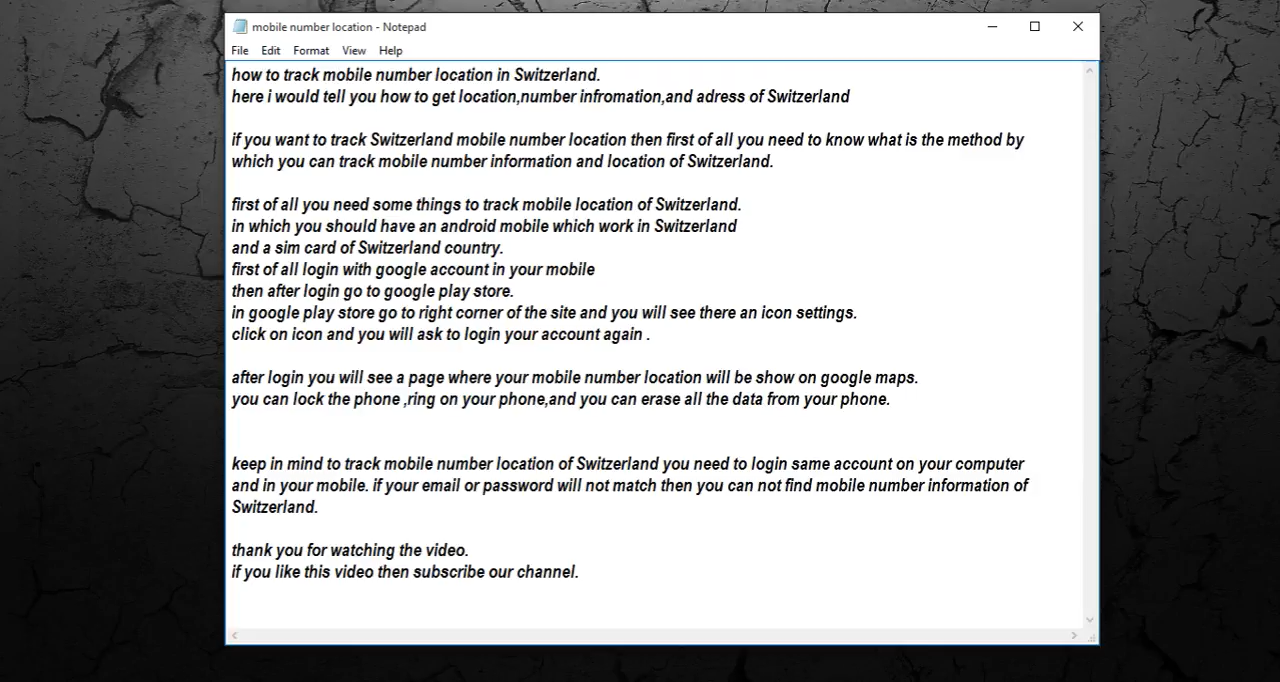 mobile number location - Notepad
File Edit Format View Help
how to track mobile number location in Switzerland.
here i would tell you how to get location,number infromation,and adress of Switzerland
if you want to track Switzerland mobile number location then first of all you need to know what is the method by
which you can track mobile number information and location of Switzerland.
first of all you need some things to track mobile location of Switzerland.
in which you should have an android mobile which work in Switzerland
and a sim card of Switzerland country.
first of all login with google account in your mobile
then after login go to google play store.
in google play store go to right corner of the site and you will see there an icon settings.
click on icon and you will ask to login your account again .
after login you will see a page where your mobile number location will be show on google maps.
you can lock the phone ,ring on your phone,and you can erase all the data from your phone.
keep in mind to track mobile number location of Switzerland you need to login same account on your computer
and in your mobile. if your email or password will not match then you can not find mobile number information of
Switzerland.
thank you for watching the video.
if you like this video then subscribe our channel.